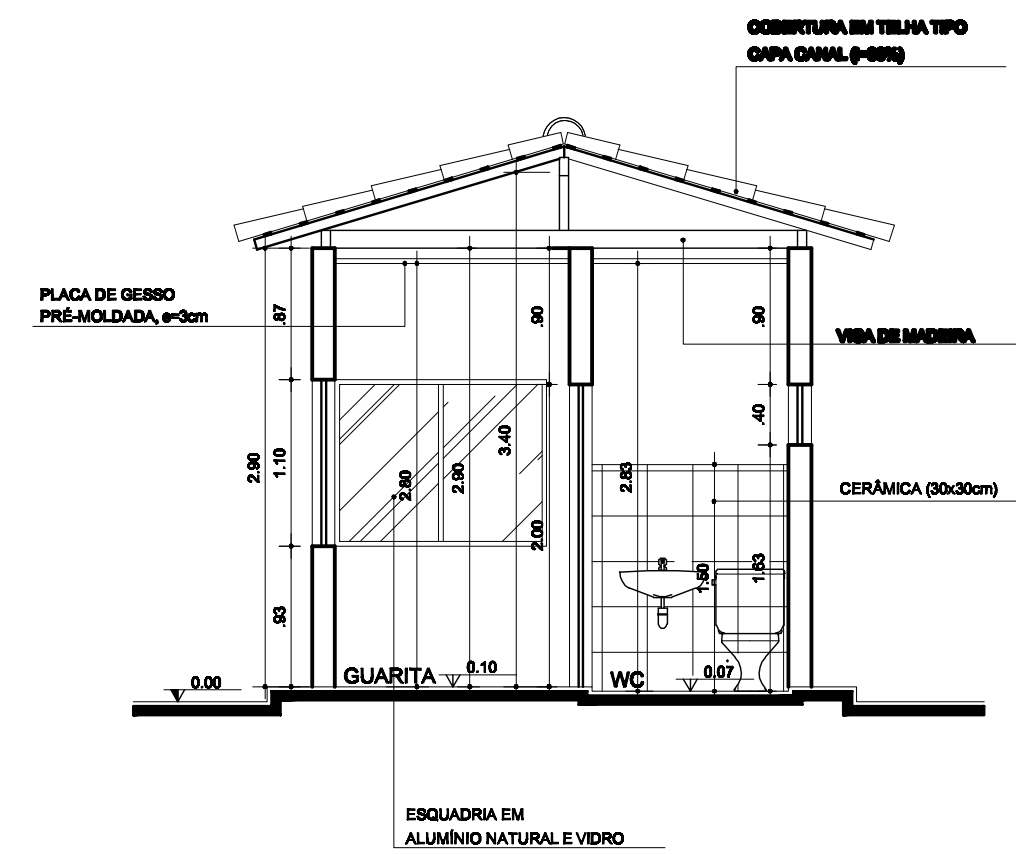 COBERTURA EM TELHA TIPO
CAPA CANAL
PLACA DE GESSO
PRÉ-MOLDADA, e=3cm
.87
.90
.90
VIGA DE MADEIRA
.40
3.40
2.90
1.10
2.80
2.90
2.83
CERÂMICA (30x30cm)
2.00
1.50
1.63
.93
GUARITA
0.10
WC
0.07
0.00
ESQUADRIA EM
ALUMÍNIO NATURAL E VIDRO